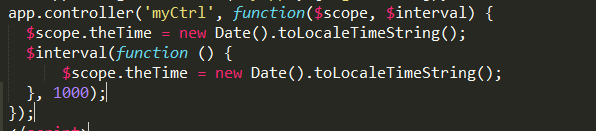 app.controller('myCtrl', function($scope, $interval) {
  $scope.theTime = new Date().toLocaleTimeString();
  $interval(function () {
      $scope.theTime = new Date().toLocaleTimeString();
  }, 1000);
});